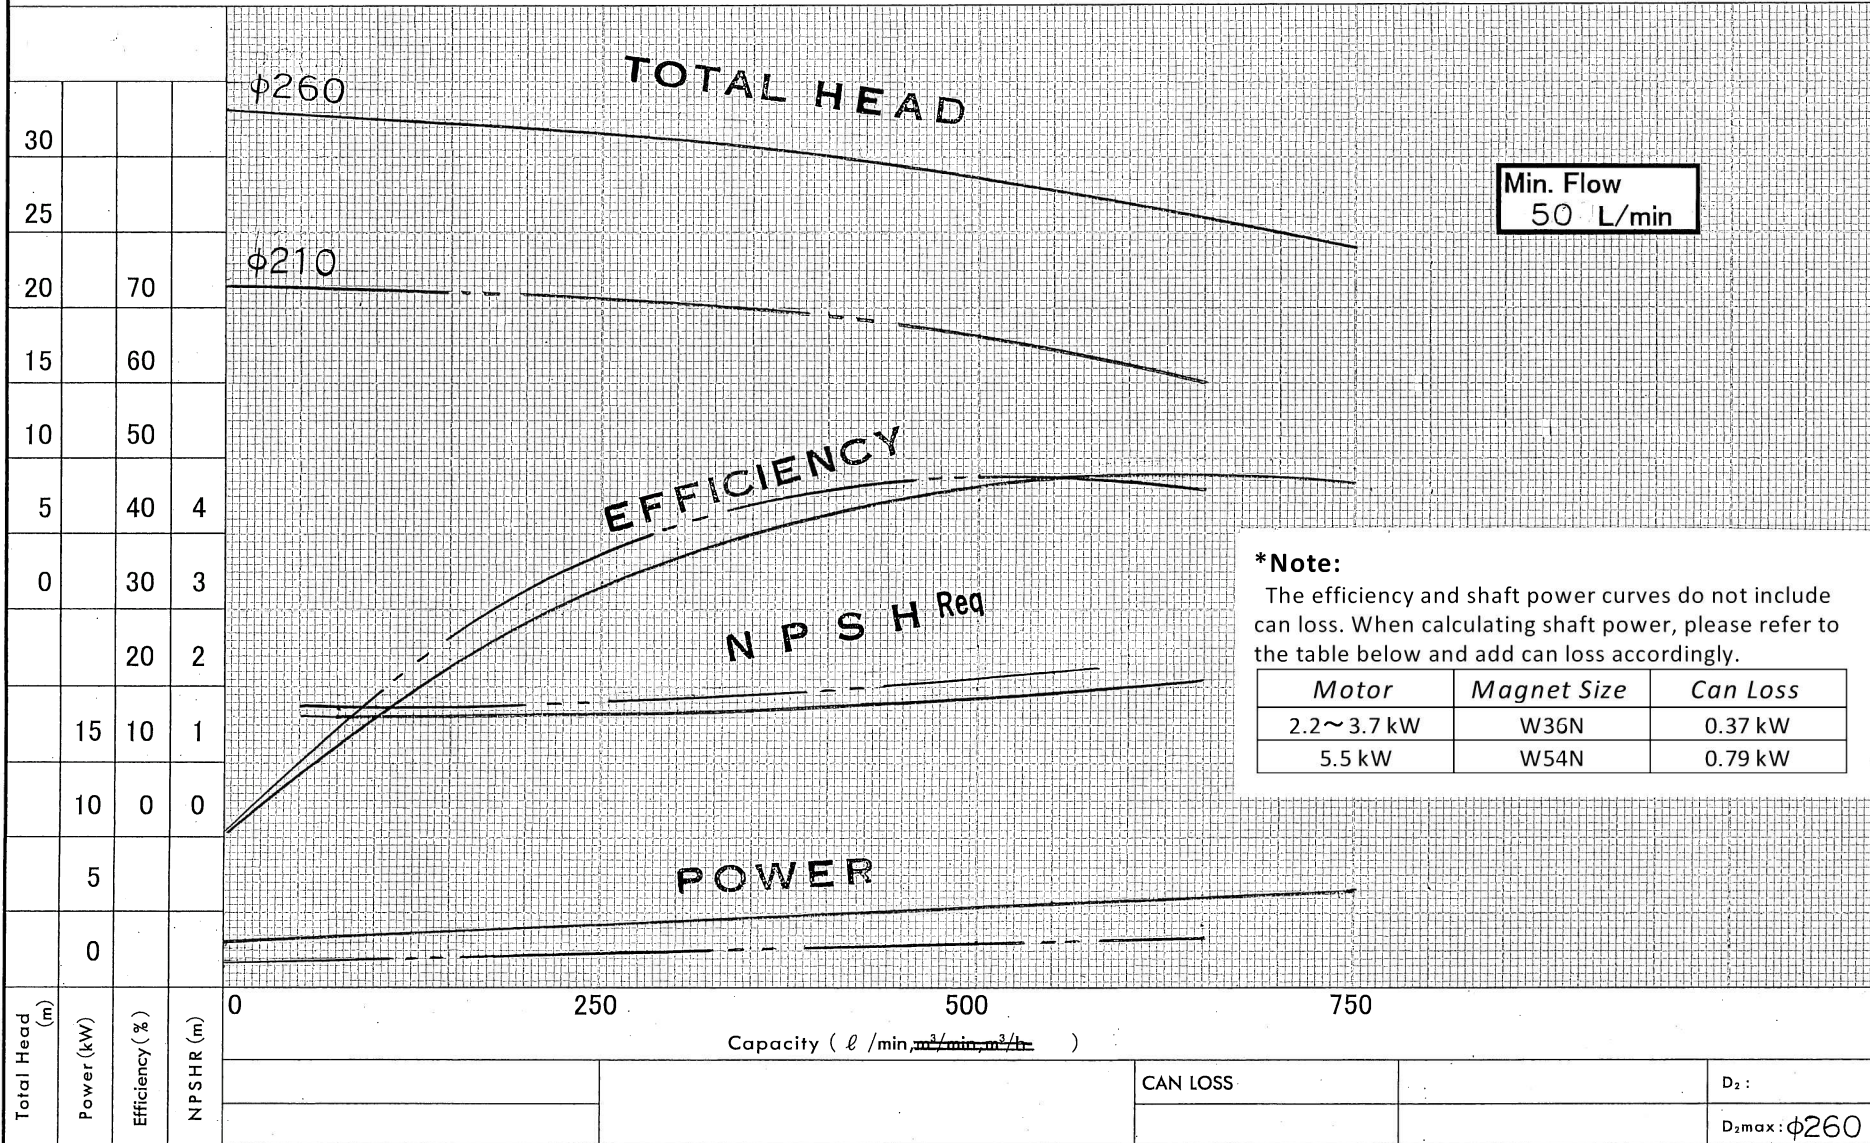 TOTAL HEAD
φ260
φ210
EFFICIENCY
NPSH Req
POWER
Min. Flow
50 L/min
30
25
20 70
15 60
10 50
5 40 4
0 30 3
20 2
15 10 1
10 0 0
5
0
*Note:
The efficiency and shaft power curves do not include
can loss. When calculating shaft power, please refer to
the table below and add can loss accordingly.
Motor Magnet Size Can Loss
2.2～3.7 kW W36N 0.37 kW
5.5 kW W54N 0.79 kW
0 250 500 750
Capacity ( ℓ /min,m³/min,m³/h )
Total Head (m)
Power (kW)
Efficiency (%)
NPSHR (m)
CAN LOSS
D₂ :
D₂max : φ260